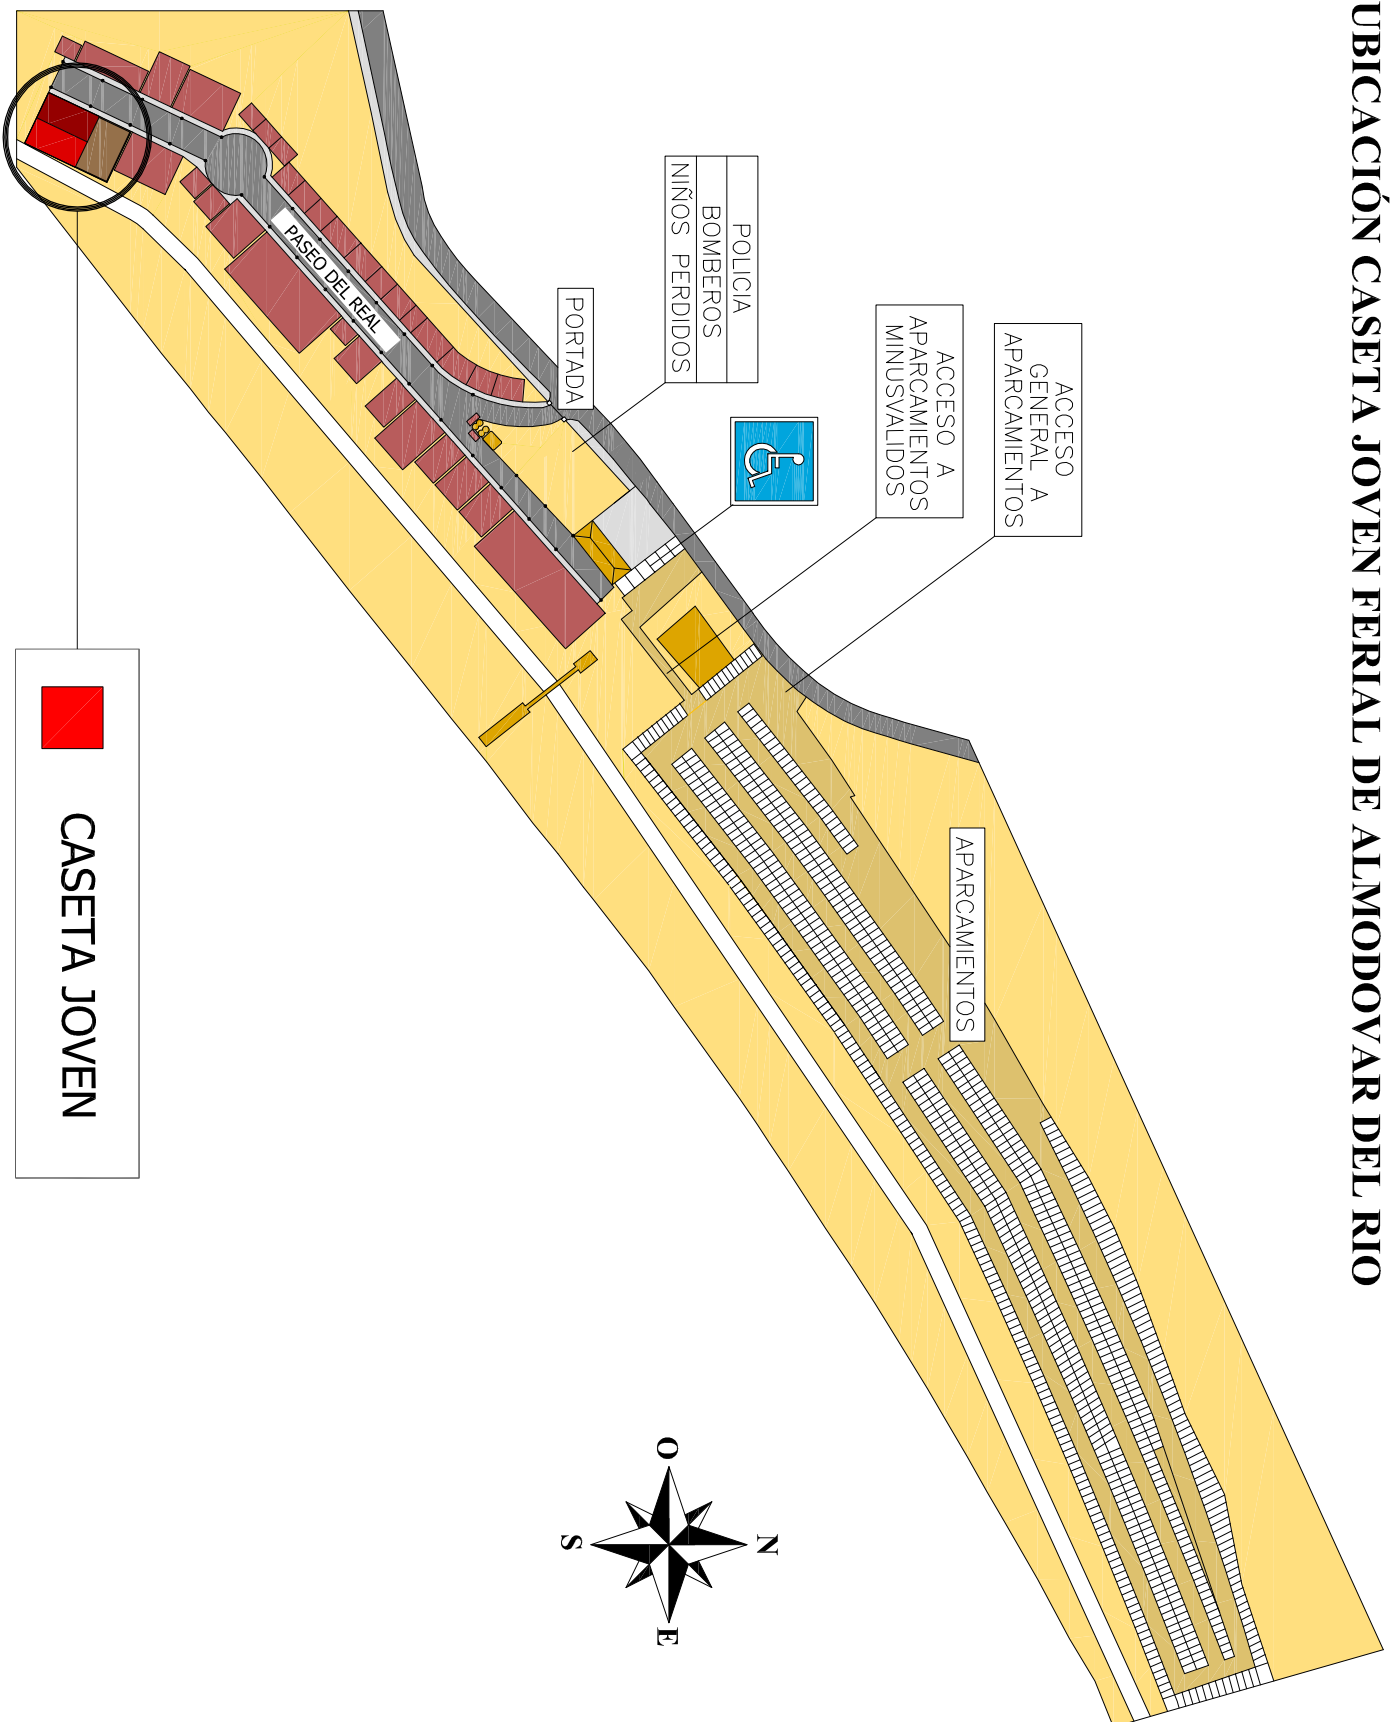 UBICACIÓN CASETA JOVEN FERIAL DE ALMODOVAR DEL RIO
ACCESO
GENERAL A
APARCAMIENTOS
ACCESO A
APARCAMIENTOS
MINUSVALIDOS
POLICIA
BOMBEROS
NIÑOS PERDIDOS
PORTADA
PASEO DEL REAL
APARCAMIENTOS
CASETA JOVEN
N
O
E
S